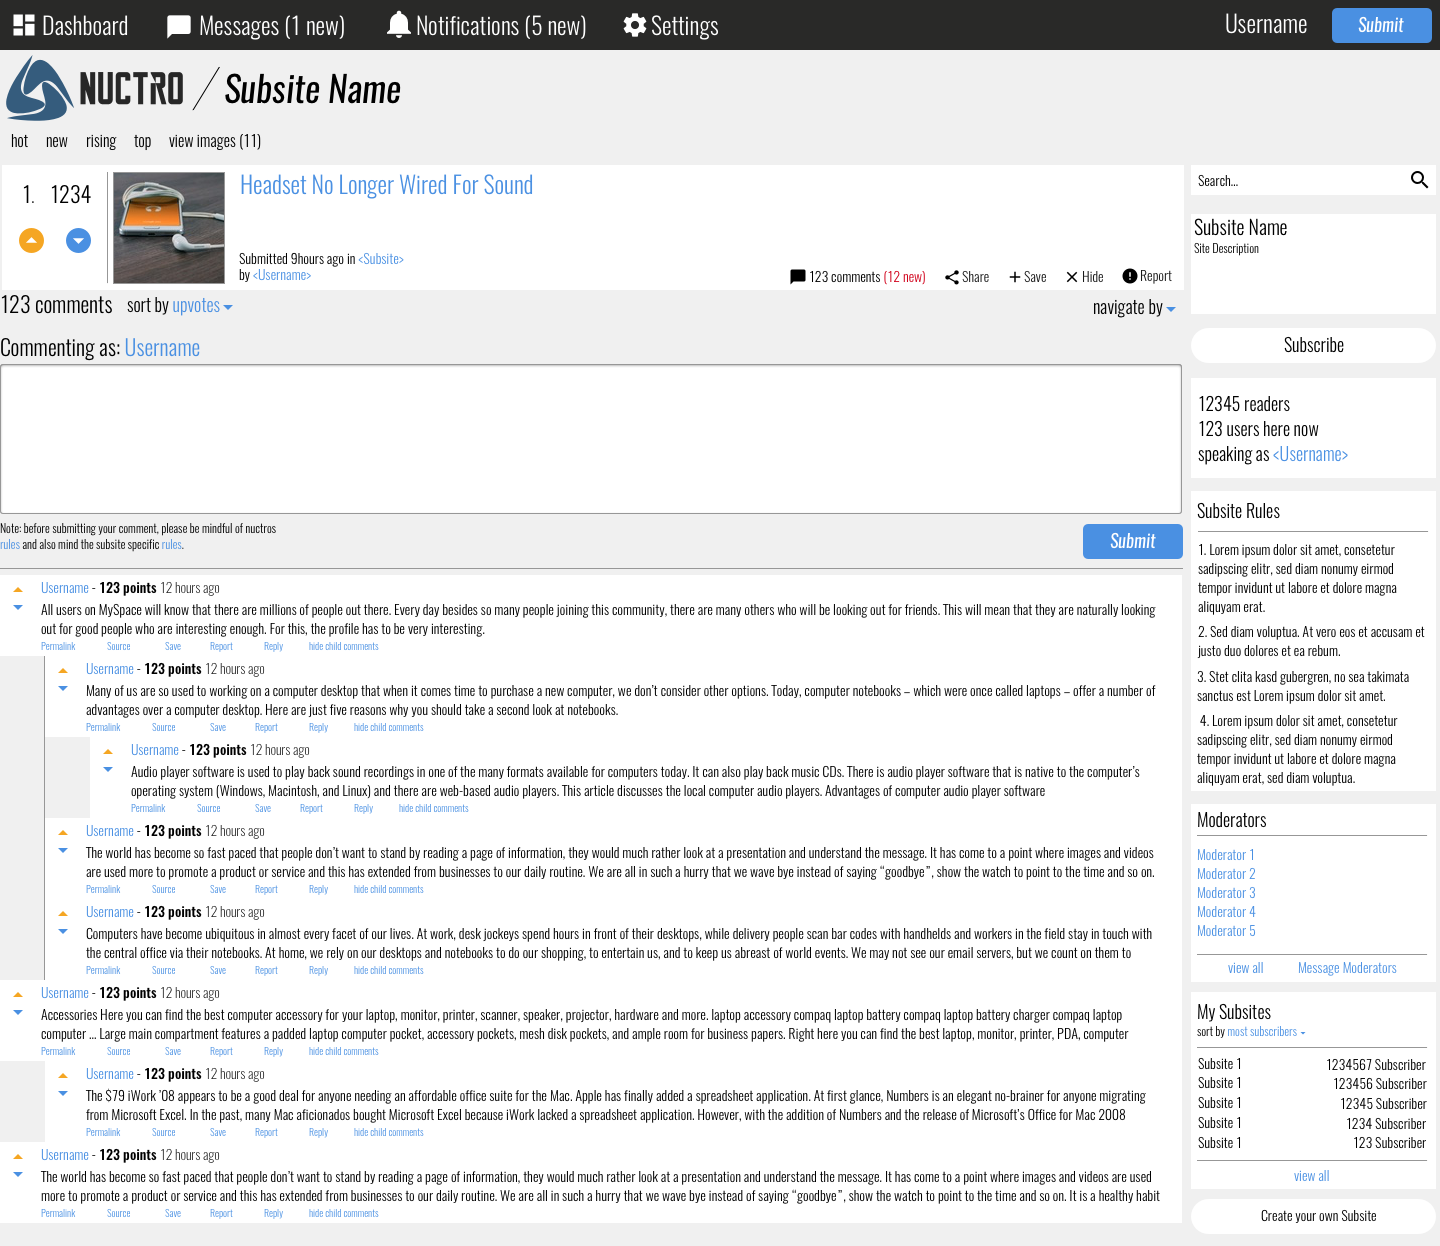 Dashboard Messages (1 new) Notifications (5 new) Settings Username Submit
NUCTRO / Subsite Name
hot new rising top view images (11)
1. 1234
Headset No Longer Wired For Sound
Submitted 9hours ago in <Subsite>
by <Username>
123 comments (12 new) Share Save Hide Report
123 comments sort by upvotes navigate by
Commenting as: Username
Note: before submitting your comment, please be mindful of nuctros
rules and also mind the subsite specific rules.
Submit
Username - 123 points 12 hours ago
All users on MySpace will know that there are millions of people out there. Every day besides so many people joining this community, there are many others who will be looking out for friends. This will mean that they are naturally looking
out for good people who are interesting enough. For this, the profile has to be very interesting.
Permalink Source Save Report Reply hide child comments
Username - 123 points 12 hours ago
Many of us are so used to working on a computer desktop that when it comes time to purchase a new computer, we don't consider other options. Today, computer notebooks – which were once called laptops – offer a number of
advantages over a computer desktop. Here are just five reasons why you should take a second look at notebooks.
Permalink Source Save Report Reply hide child comments
Username - 123 points 12 hours ago
Audio player software is used to play back sound recordings in one of the many formats available for computers today. It can also play back music CDs. There is audio player software that is native to the computer's
operating system (Windows, Macintosh, and Linux) and there are web-based audio players. This article discusses the local computer audio players. Advantages of computer audio player software
Permalink Source Save Report Reply hide child comments
Username - 123 points 12 hours ago
The world has become so fast paced that people don't want to stand by reading a page of information, they would much rather look at a presentation and understand the message. It has come to a point where images and videos
are used more to promote a product or service and this has extended from businesses to our daily routine. We are all in such a hurry that we wave bye instead of saying “goodbye”, show the watch to point to the time and so on.
Permalink Source Save Report Reply hide child comments
Username - 123 points 12 hours ago
Computers have become ubiquitous in almost every facet of our lives. At work, desk jockeys spend hours in front of their desktops, while delivery people scan bar codes with handhelds and workers in the field stay in touch with
the central office via their notebooks. At home, we rely on our desktops and notebooks to do our shopping, to entertain us, and to keep us abreast of world events. We may not see our email servers, but we count on them to
Permalink Source Save Report Reply hide child comments
Username - 123 points 12 hours ago
Accessories Here you can find the best computer accessory for your laptop, monitor, printer, scanner, speaker, projector, hardware and more. laptop accessory compaq laptop battery compaq laptop battery charger compaq laptop
computer ... Large main compartment features a padded laptop computer pocket, accessory pockets, mesh disk pockets, and ample room for business papers. Right here you can find the best laptop, monitor, printer, PDA, computer
Permalink Source Save Report Reply hide child comments
Username - 123 points 12 hours ago
The $79 iWork '08 appears to be a good deal for anyone needing an affordable office suite for the Mac. Apple has finally added a spreadsheet application. At first glance, Numbers is an elegant no-brainer for anyone migrating
from Microsoft Excel. In the past, many Mac aficionados bought Microsoft Excel because iWork lacked a spreadsheet application. However, with the addition of Numbers and the release of Microsoft's Office for Mac 2008
Permalink Source Save Report Reply hide child comments
Username - 123 points 12 hours ago
The world has become so fast paced that people don't want to stand by reading a page of information, they would much rather look at a presentation and understand the message. It has come to a point where images and videos are used
more to promote a product or service and this has extended from businesses to our daily routine. We are all in such a hurry that we wave bye instead of saying “goodbye”, show the watch to point to the time and so on. It is a healthy habit
Permalink Source Save Report Reply hide child comments
Search...
Subsite Name
Site Description
Subscribe
12345 readers
123 users here now
speaking as <Username>
Subsite Rules
1. Lorem ipsum dolor sit amet, consetetur
sadipscing elitr, sed diam nonumy eirmod
tempor invidunt ut labore et dolore magna
aliquyam erat.
2. Sed diam voluptua. At vero eos et accusam et
justo duo dolores et ea rebum.
3. Stet clita kasd gubergren, no sea takimata
sanctus est Lorem ipsum dolor sit amet.
4. Lorem ipsum dolor sit amet, consetetur
sadipscing elitr, sed diam nonumy eirmod
tempor invidunt ut labore et dolore magna
aliquyam erat, sed diam voluptua.
Moderators
Moderator 1
Moderator 2
Moderator 3
Moderator 4
Moderator 5
view all Message Moderators
My Subsites
sort by most subscribers
Subsite 1 1234567 Subscriber
Subsite 1 123456 Subscriber
Subsite 1 12345 Subscriber
Subsite 1 1234 Subscriber
Subsite 1 123 Subscriber
view all
Create your own Subsite